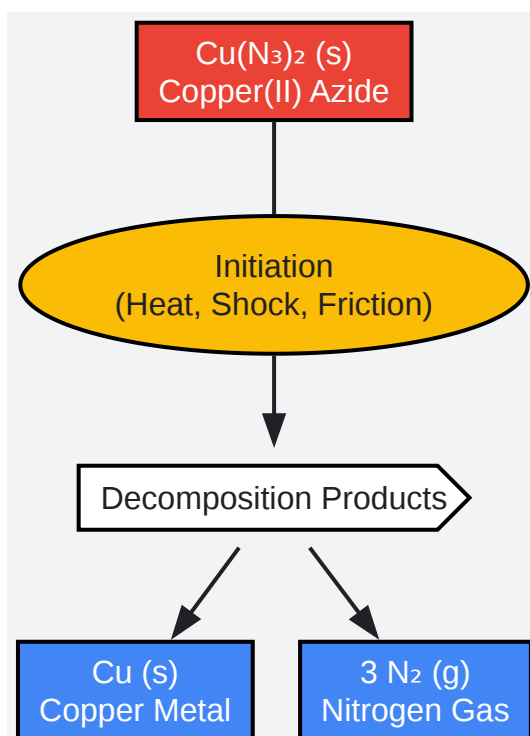 Cu(N₃)₂ (s)
Copper(II) Azide
Initiation
(Heat, Shock, Friction)
Decomposition Products
Cu (s)
Copper Metal
3 N₂ (g)
Nitrogen Gas